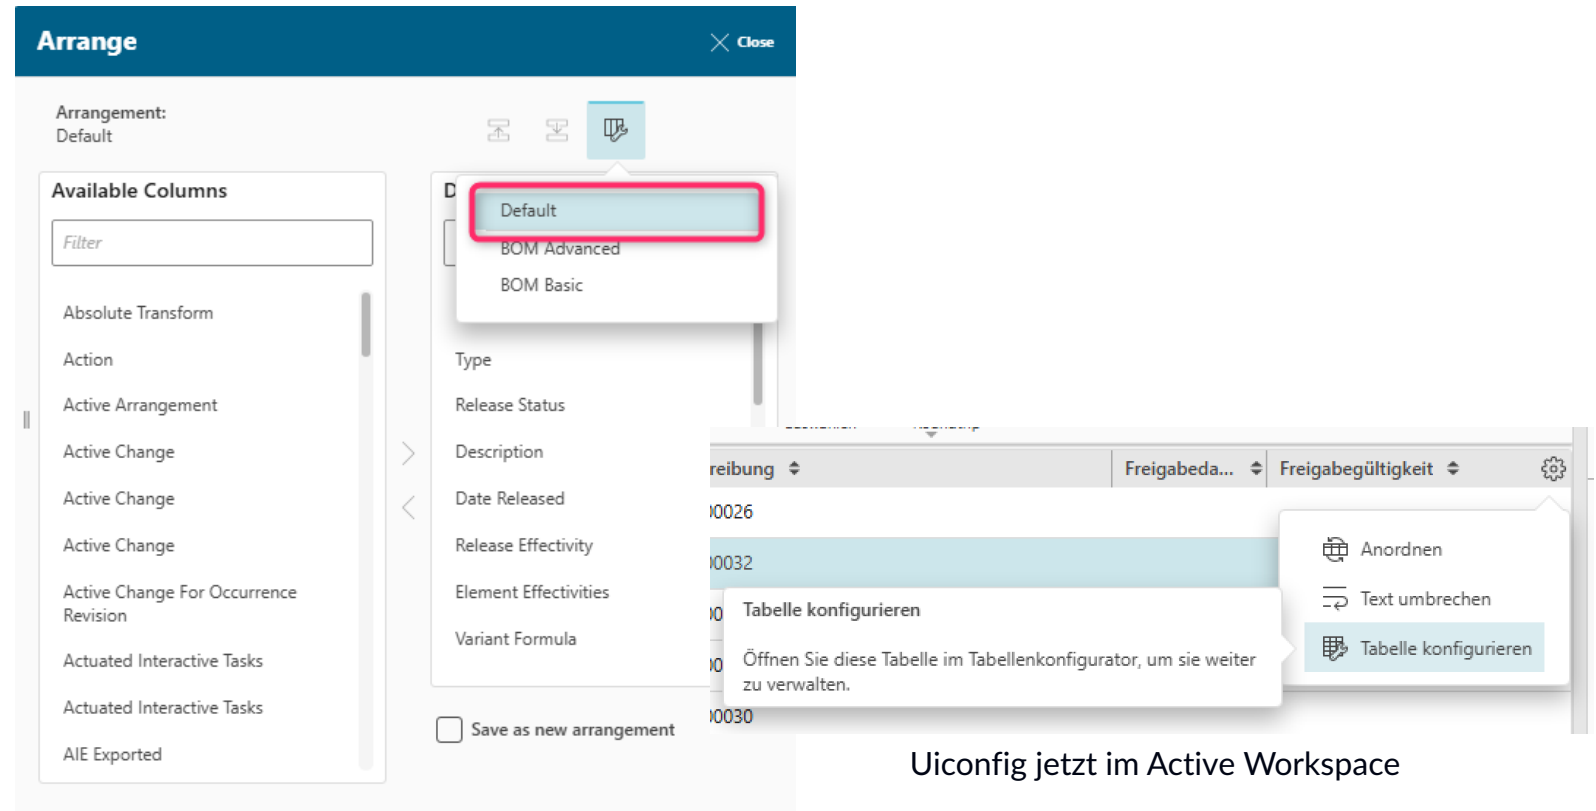 Arrange
Close
Arrangement:
Default
Available Columns
Filter
Absolute Transform
Action
Active Arrangement
Active Change
Active Change
Active Change
Active Change For Occurrence
Revision
Actuated Interactive Tasks
Actuated Interactive Tasks
AIE Exported
D
Default
BOM Advanced
BOM Basic
Type
Release Status
Description
Date Released
Release Effectivity
Element Effectivities
Variant Formula
Save as new arrangement
reibung
Freigabeda...
Freigabegültigkeit
00026
00032
00030
Anordnen
Text umbrechen
Tabelle konfigurieren
Tabelle konfigurieren
Öffnen Sie diese Tabelle im Tabellenkonfigurator, um sie weiter
zu verwalten.
Uiconfig jetzt im Active Workspace